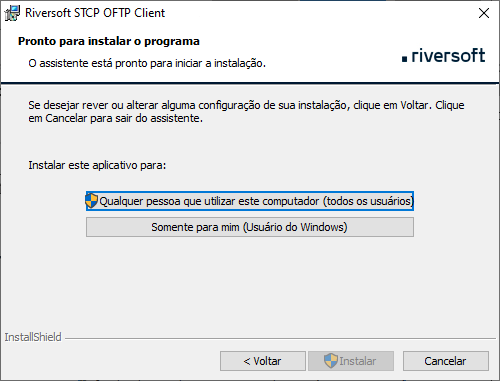 Riversoft STCP OFTP Client
Pronto para instalar o programa
O assistente está pronto para iniciar a instalação.
riversoft
Se desejar rever ou alterar alguma configuração de sua instalação, clique em Voltar. Clique
em Cancelar para sair do assistente.
Instalar este aplicativo para:
Qualquer pessoa que utilizar este computador (todos os usuários)
Somente para mim (Usuário do Windows)
InstallShield
< Voltar
Instalar
Cancelar